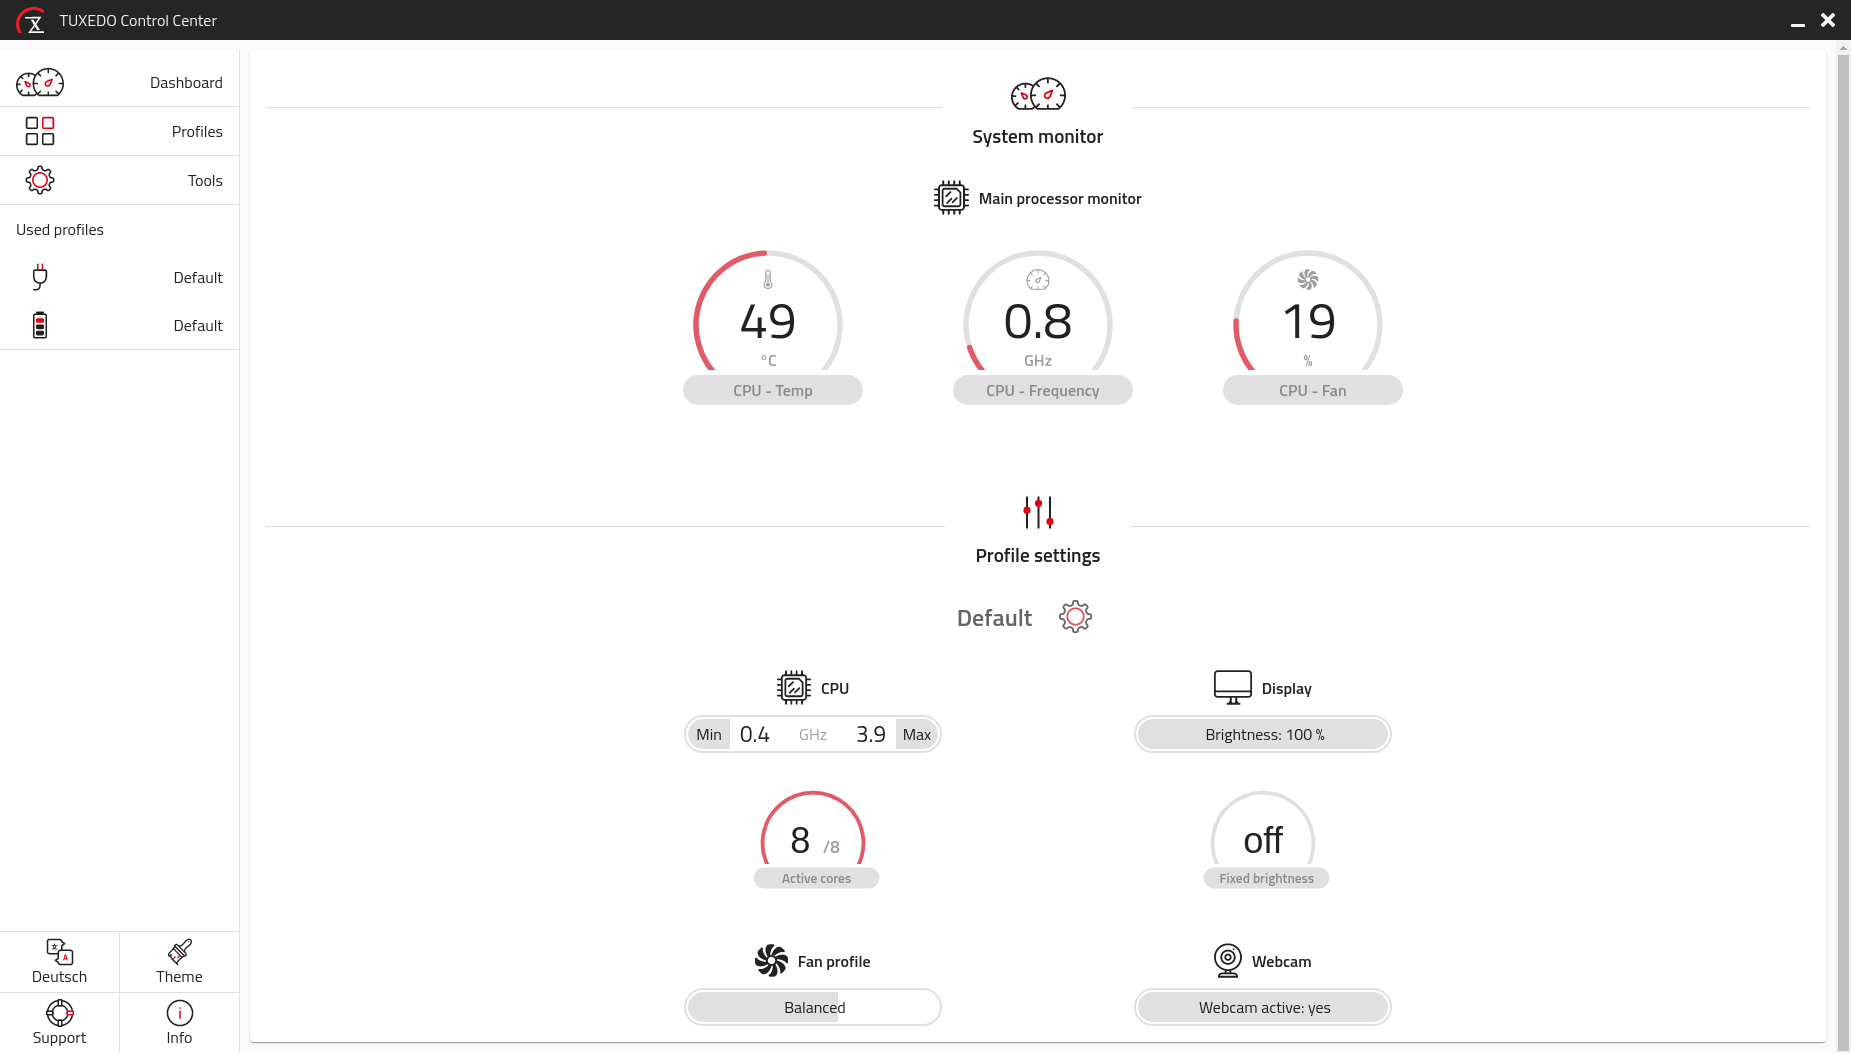 TUXEDO Control Center
Dashboard
Profiles
Tools
Used profiles
Default
Default
Deutsch
Theme
Support
Info
System monitor
Main processor monitor
49
°C
CPU - Temp
0.8
GHz
CPU - Frequency
19
%
CPU - Fan
Profile settings
Default
CPU
Min 0.4 GHz 3.9 Max
8 /8
Active cores
Display
Brightness: 100 %
off
Fixed brightness
Fan profile
Balanced
Webcam
Webcam active: yes